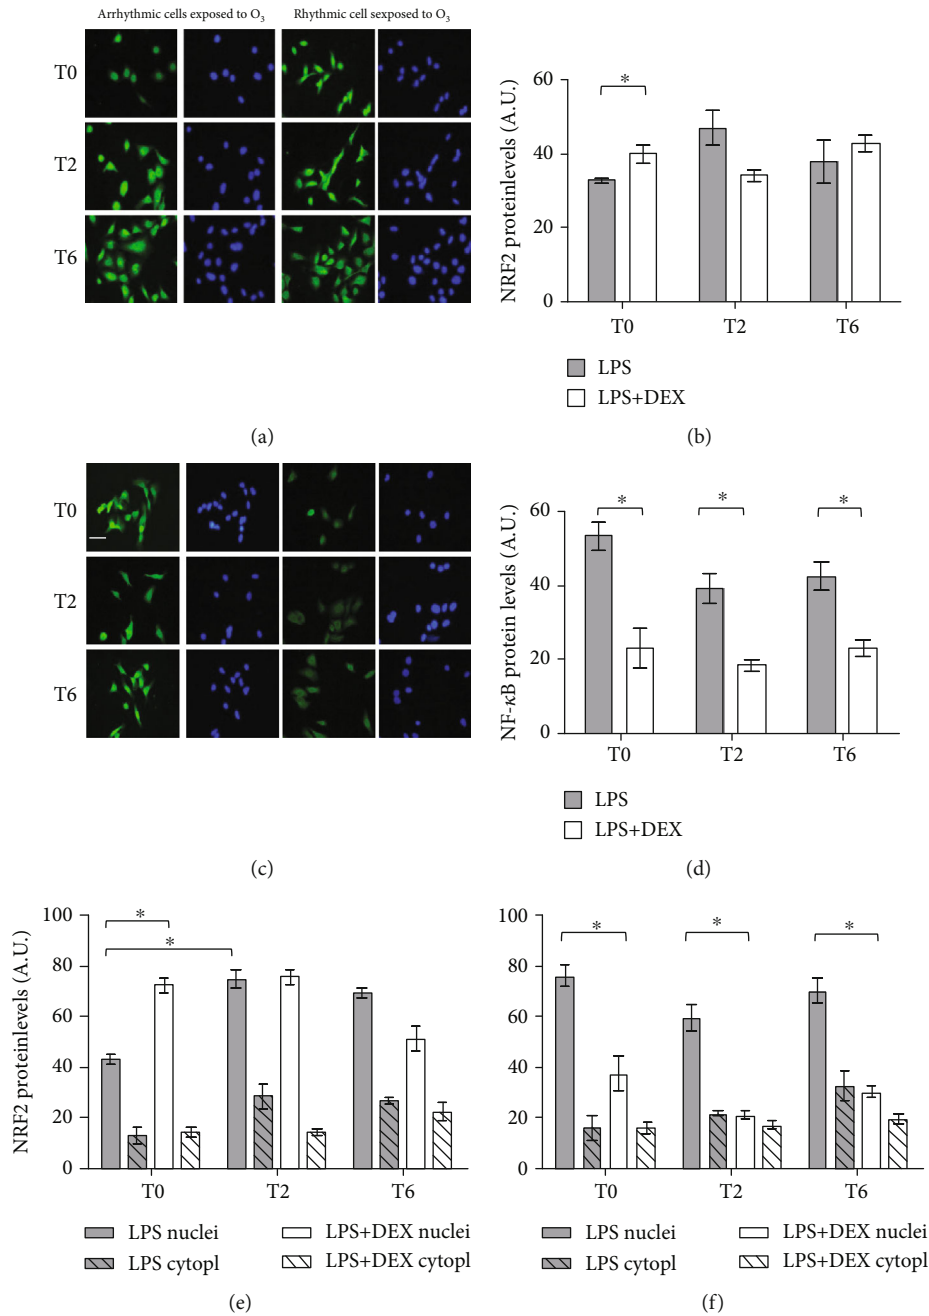 Arrhythmic cells exposed to O₃
Rhythmic cell sexposed to O₃
T0
T2
T6
(a)
NRF2 proteinlevels (A.U.)
60
40
20
0
*
T0 T2 T6
LPS
LPS+DEX
(b)
T0
T2
T6
(c)
NF-κB protein levels (A.U.)
60
40
20
0
* * *
T0 T2 T6
LPS
LPS+DEX
(d)
NRF2 proteinlevels (A.U.)
100
80
60
40
20
0
*
*
T0 T2 T6
LPS nuclei LPS+DEX nuclei
LPS cytopl LPS+DEX cytopl
(e)
100
80
60
40
20
0
* * *
T0 T2 T6
LPS nuclei LPS+DEX nuclei
LPS cytopl LPS+DEX cytopl
(f)